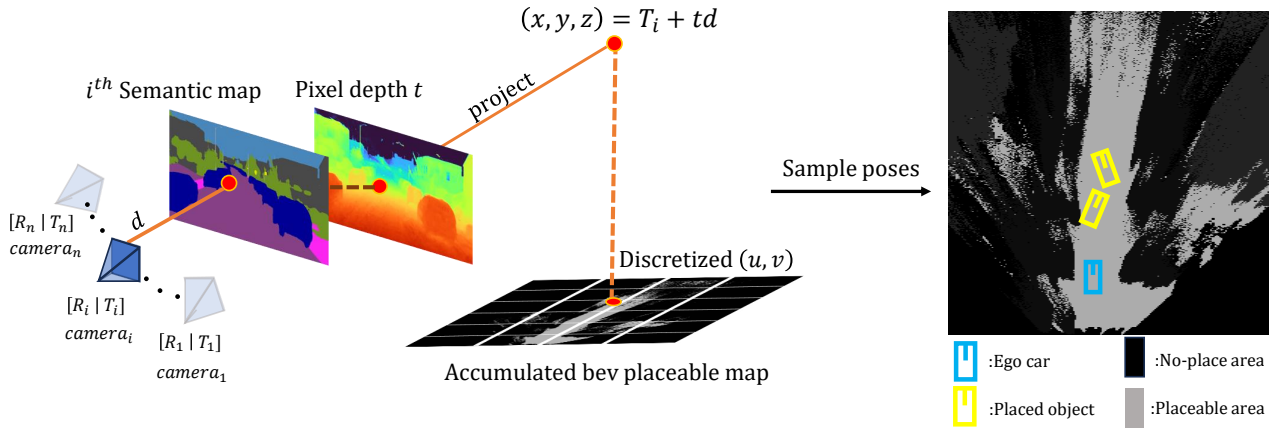 (x, y, z) = T_i + td
i^{th} Semantic map
Pixel depth t
project
Sample poses
[R_n | T_n]
camera_n
d
[R_i | T_i]
camera_i
[R_1 | T_1]
camera_1
Discretized (u, v)
Accumulated bev placeable map
:Ego car
:No-place area
:Placed object
:Placeable area